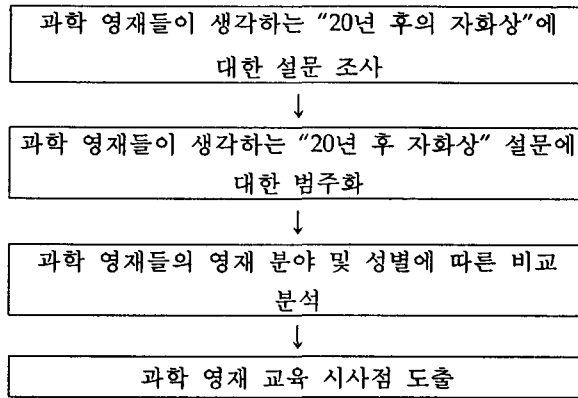 과학 영재들이 생각하는 "20년 후의 자화상"에
대한 설문 조사
↓
과학 영재들이 생각하는 "20년 후 자화상" 설문에
대한 범주화
↓
과학 영재들의 영재 분야 및 성별에 따른 비교
분석
↓
과학 영재 교육 시사점 도출